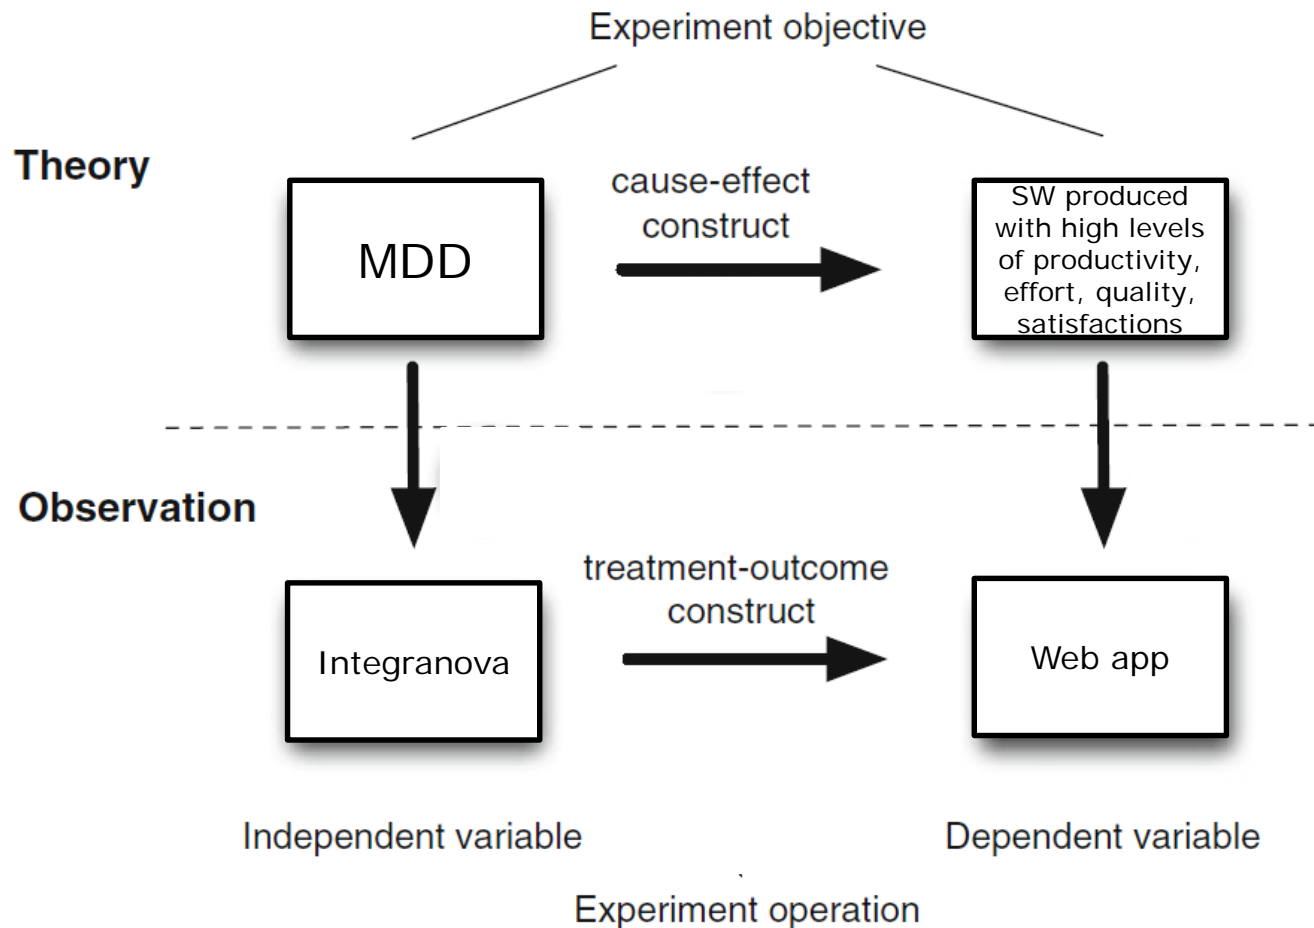 Experiment objective
Theory
MDD
cause-effect
construct
SW produced
with high levels
of productivity,
effort, quality,
satisfactions
Observation
Integranova
treatment-outcome
construct
Web app
Independent variable
Dependent variable
Experiment operation